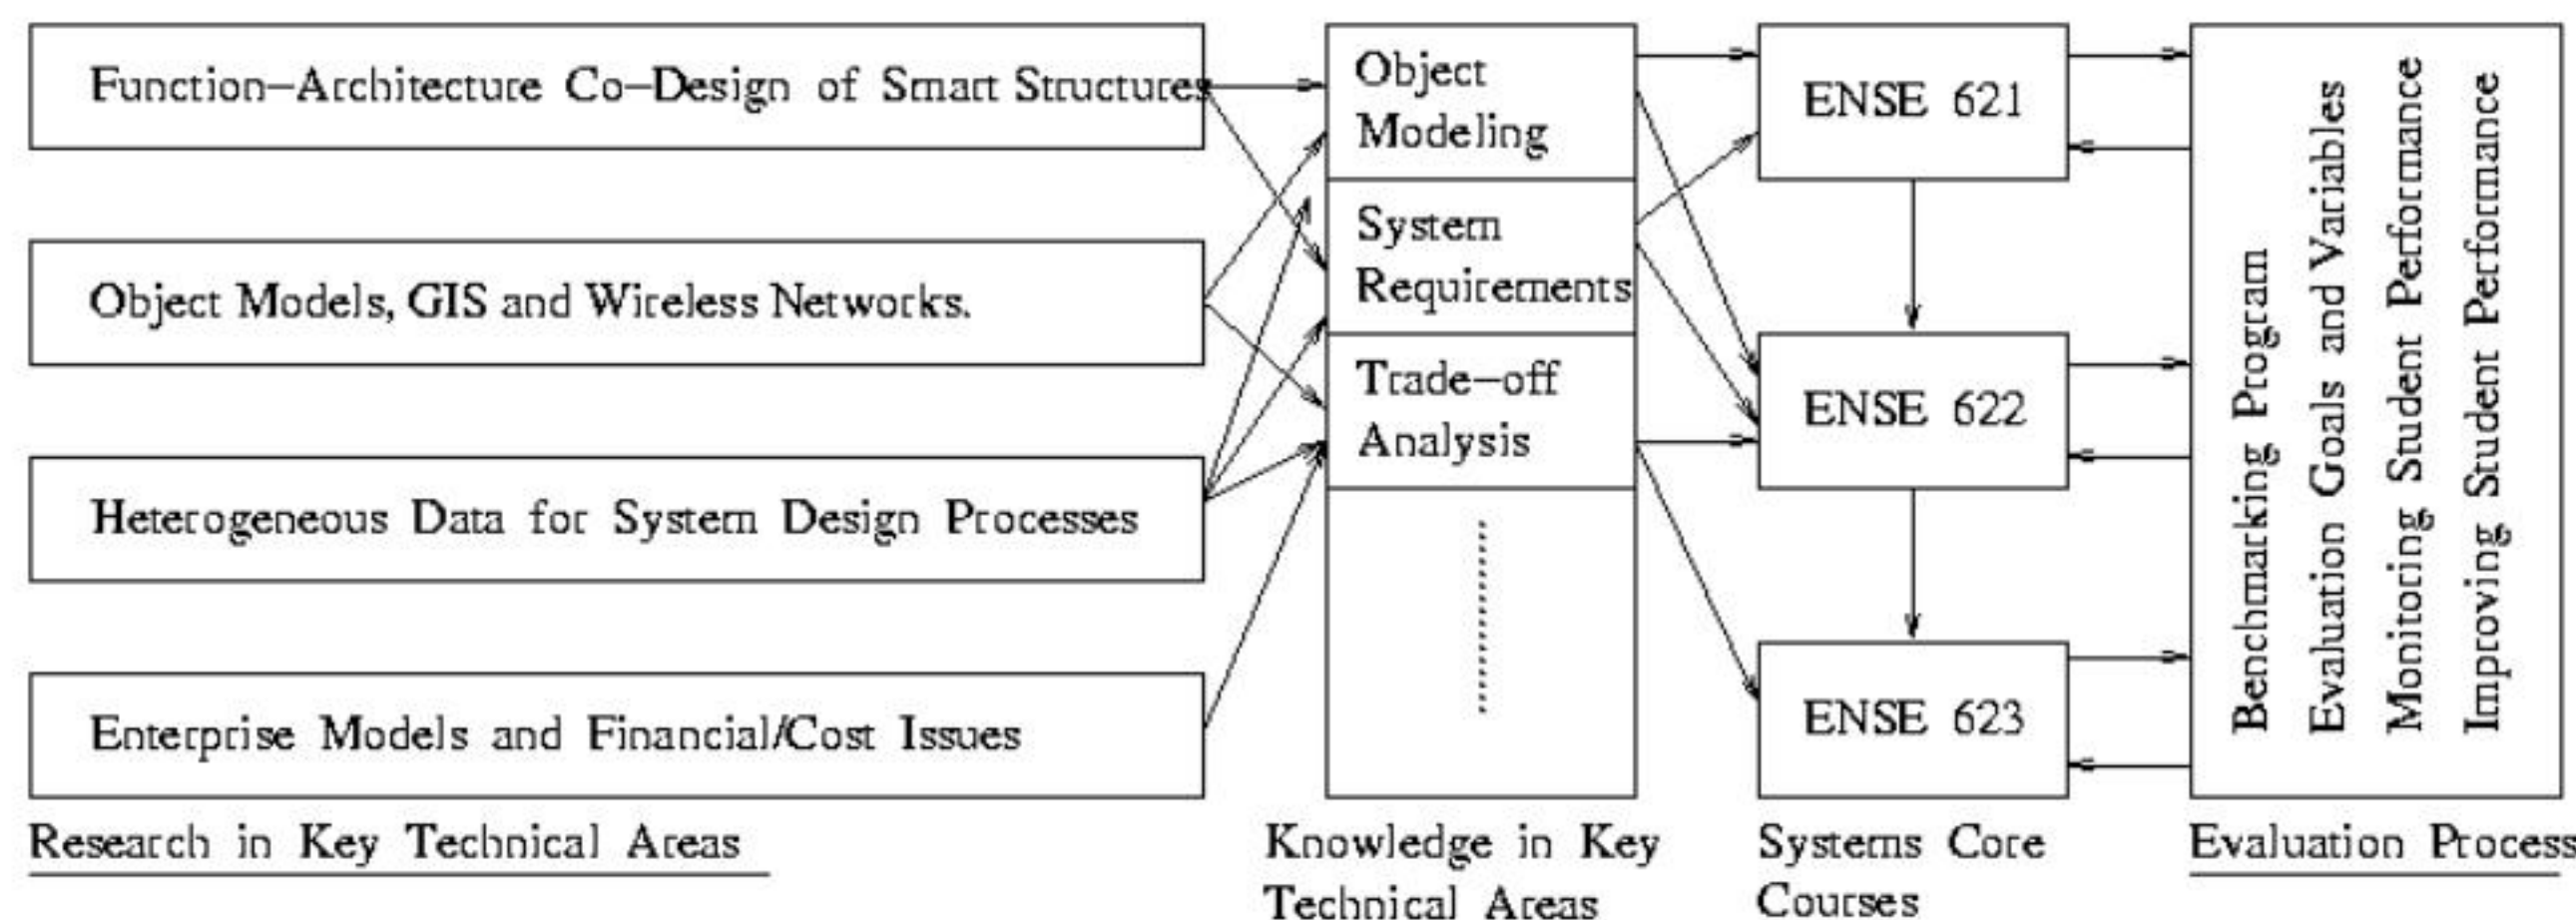 Function–Architecture Co–Design of Smart Structures
Object Models, GIS and Wireless Networks.
Heterogeneous Data for System Design Processes
Enterprise Models and Financial/Cost Issues
Research in Key Technical Areas
Object
Modeling
System
Requirements
Trade–off
Analysis
Knowledge in Key
Technical Areas
ENSE 621
ENSE 622
ENSE 623
Systems Core
Courses
Benchmarking Program
Evaluation Goals and Variables
Monitoring Student Performance
Improving Student Performance
Evaluation Process